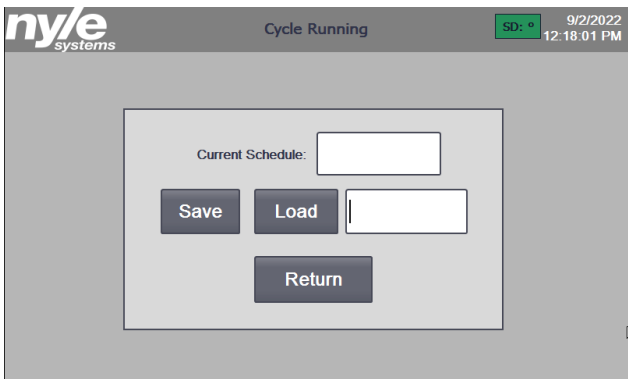 nyle
systems
Cycle Running
SD: °
9/2/2022
12:18:01 PM
Current Schedule:
Save
Load
Return